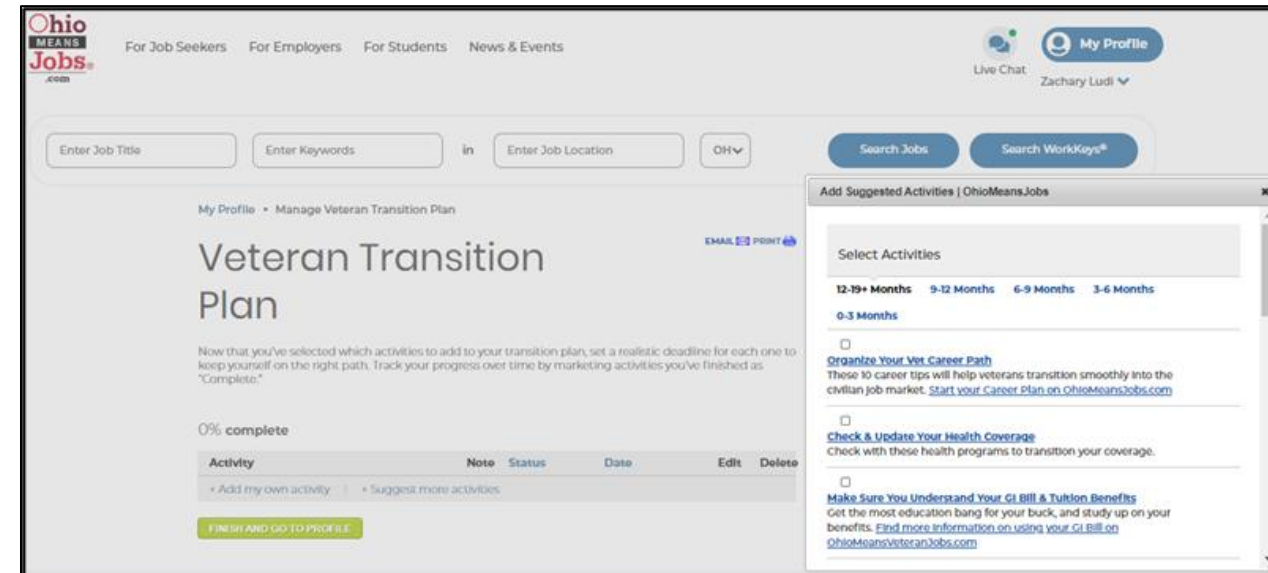 Ohio
MEANS
Jobs®
.com
For Job Seekers For Employers For Students News & Events
Live Chat
My Profile
Zachary Ludi
Enter Job Title
Enter Keywords
in
Enter Job Location
OH
Search Jobs
Search WorkKeys®
My Profile • Manage Veteran Transition Plan
Veteran Transition
Plan
EMAIL PRINT
Now that you've selected which activities to add to your transition plan, set a realistic deadline for each one to
keep yourself on the right path. Track your progress over time by marketing activities you've finished as
"Complete."
0% complete
Activity Note Status Date Edit Delete
+ Add my own activity | + Suggest more activities
FINISH AND GO TO PROFILE
Add Suggested Activities | OhioMeansJobs
Select Activities
12-19+ Months 9-12 Months 6-9 Months 3-6 Months
0-3 Months
Organize Your Vet Career Path
These 10 career tips will help veterans transition smoothly into the
civilian job market. Start your Career Plan on OhioMeansJobs.com
Check & Update Your Health Coverage
Check with these health programs to transition your coverage.
Make Sure You Understand Your GI Bill & Tuition Benefits
Get the most education bang for your buck, and study up on your
benefits. Find more information on using your GI Bill on
OhioMeansVeteranJobs.com